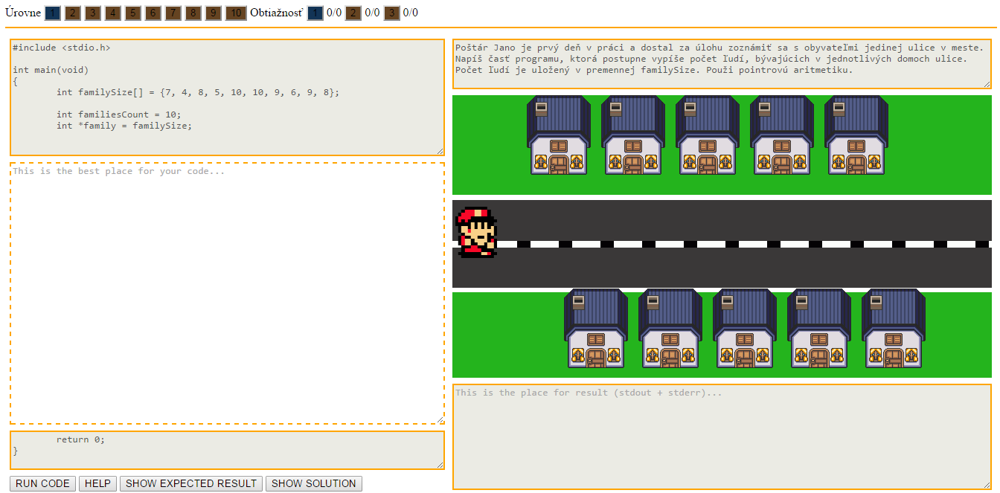 Úrovne 1 2 3 4 5 6 7 8 9 10 Obtiažnosť 1 0/0 2 0/0 3 0/0
#include <stdio.h>
int main(void)
{
int familySize[] = {7, 4, 8, 5, 10, 10, 9, 6, 9, 8};
int familiesCount = 10;
int *family = familySize;
This is the best place for your code...
return 0;
}
RUN CODE HELP SHOW EXPECTED RESULT SHOW SOLUTION
Poštár Jano je prvý deň v práci a dostal za úlohu zoznámiť sa s obyvateľmi jedinej ulice v meste.
Napíš časť programu, ktorá postupne vypíše počet ľudí, bývajúcich v jednotlivých domoch ulice.
Počet ľudí je uložený v premennej familySize. Použi pointrovú aritmetiku.
This is the place for result (stdout + stderr)...